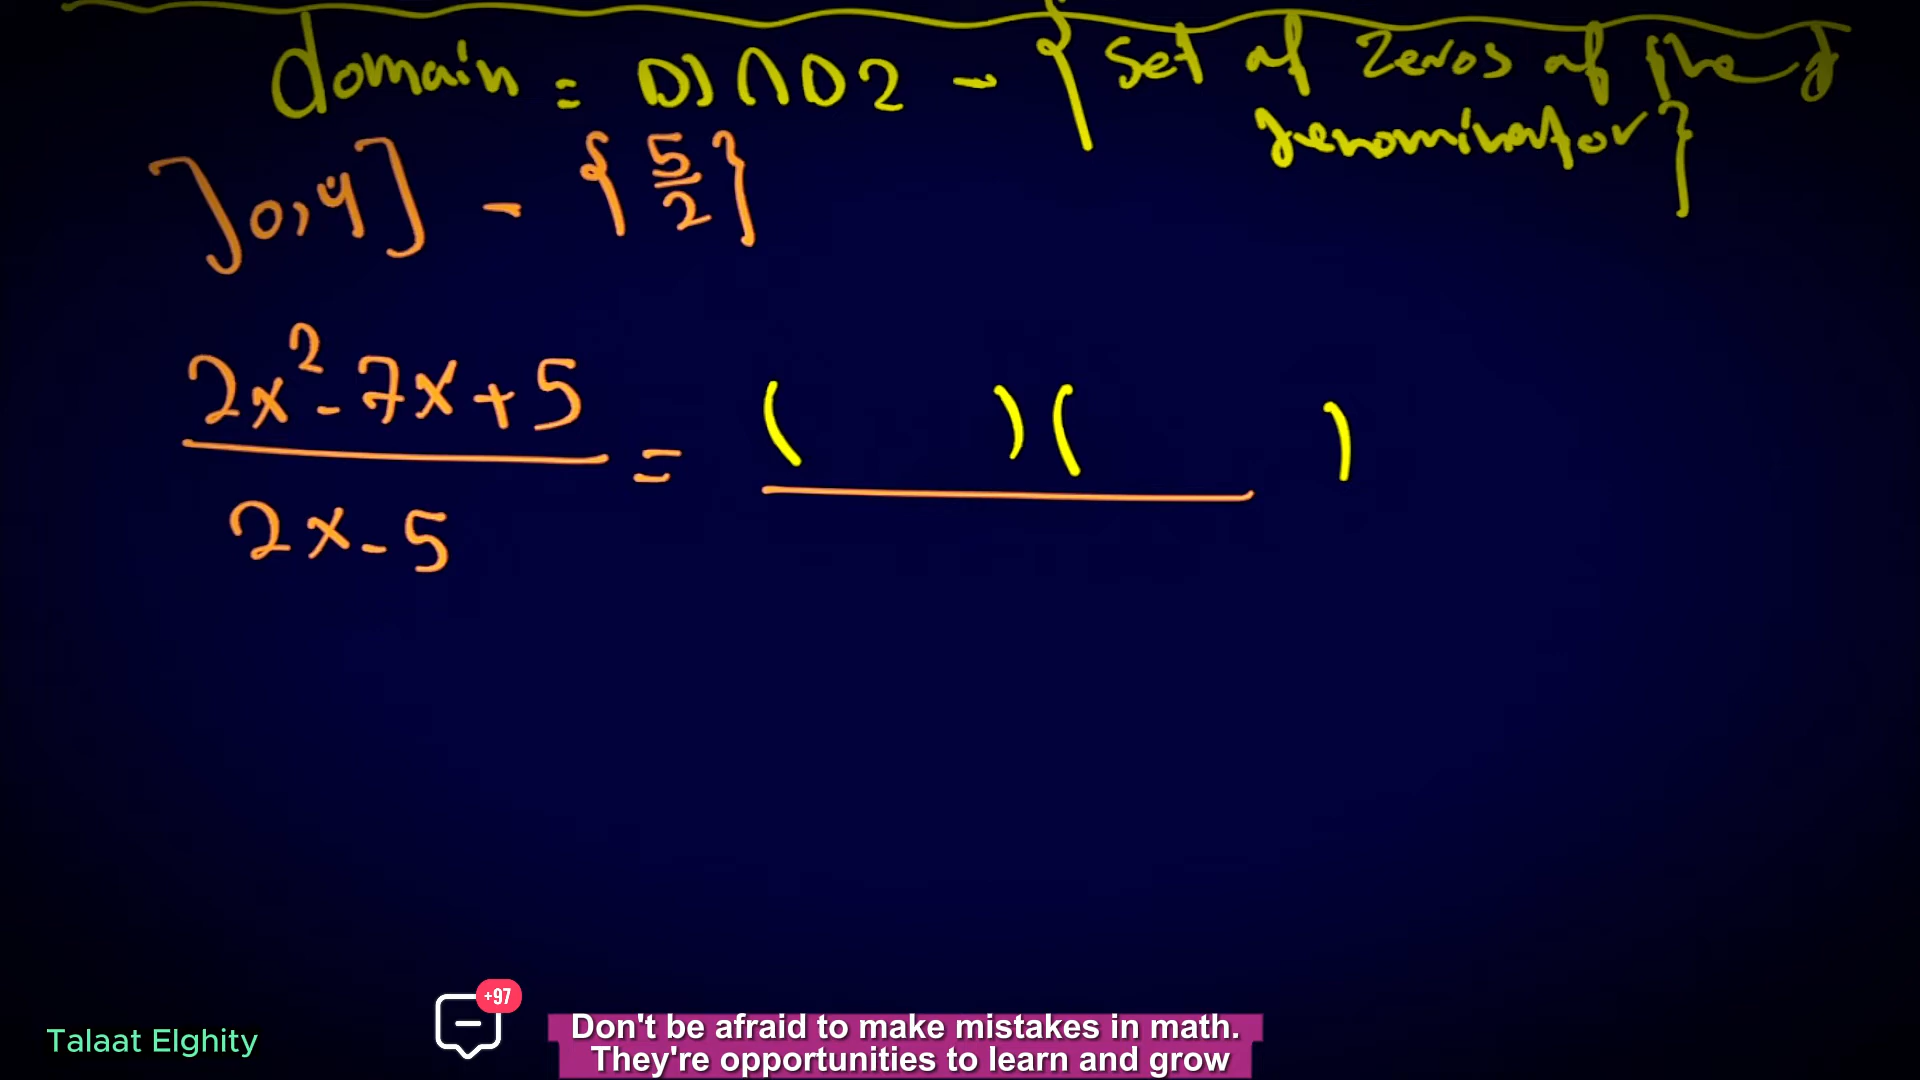 domain = D1 ∩ D2 - { Set of Zeros of the
denominator }
]0,4] - {5/2}
2x² - 7x + 5 = ( )( )
2x - 5
+97
Don't be afraid to make mistakes in math.
They're opportunities to learn and grow
Talaat Elghity